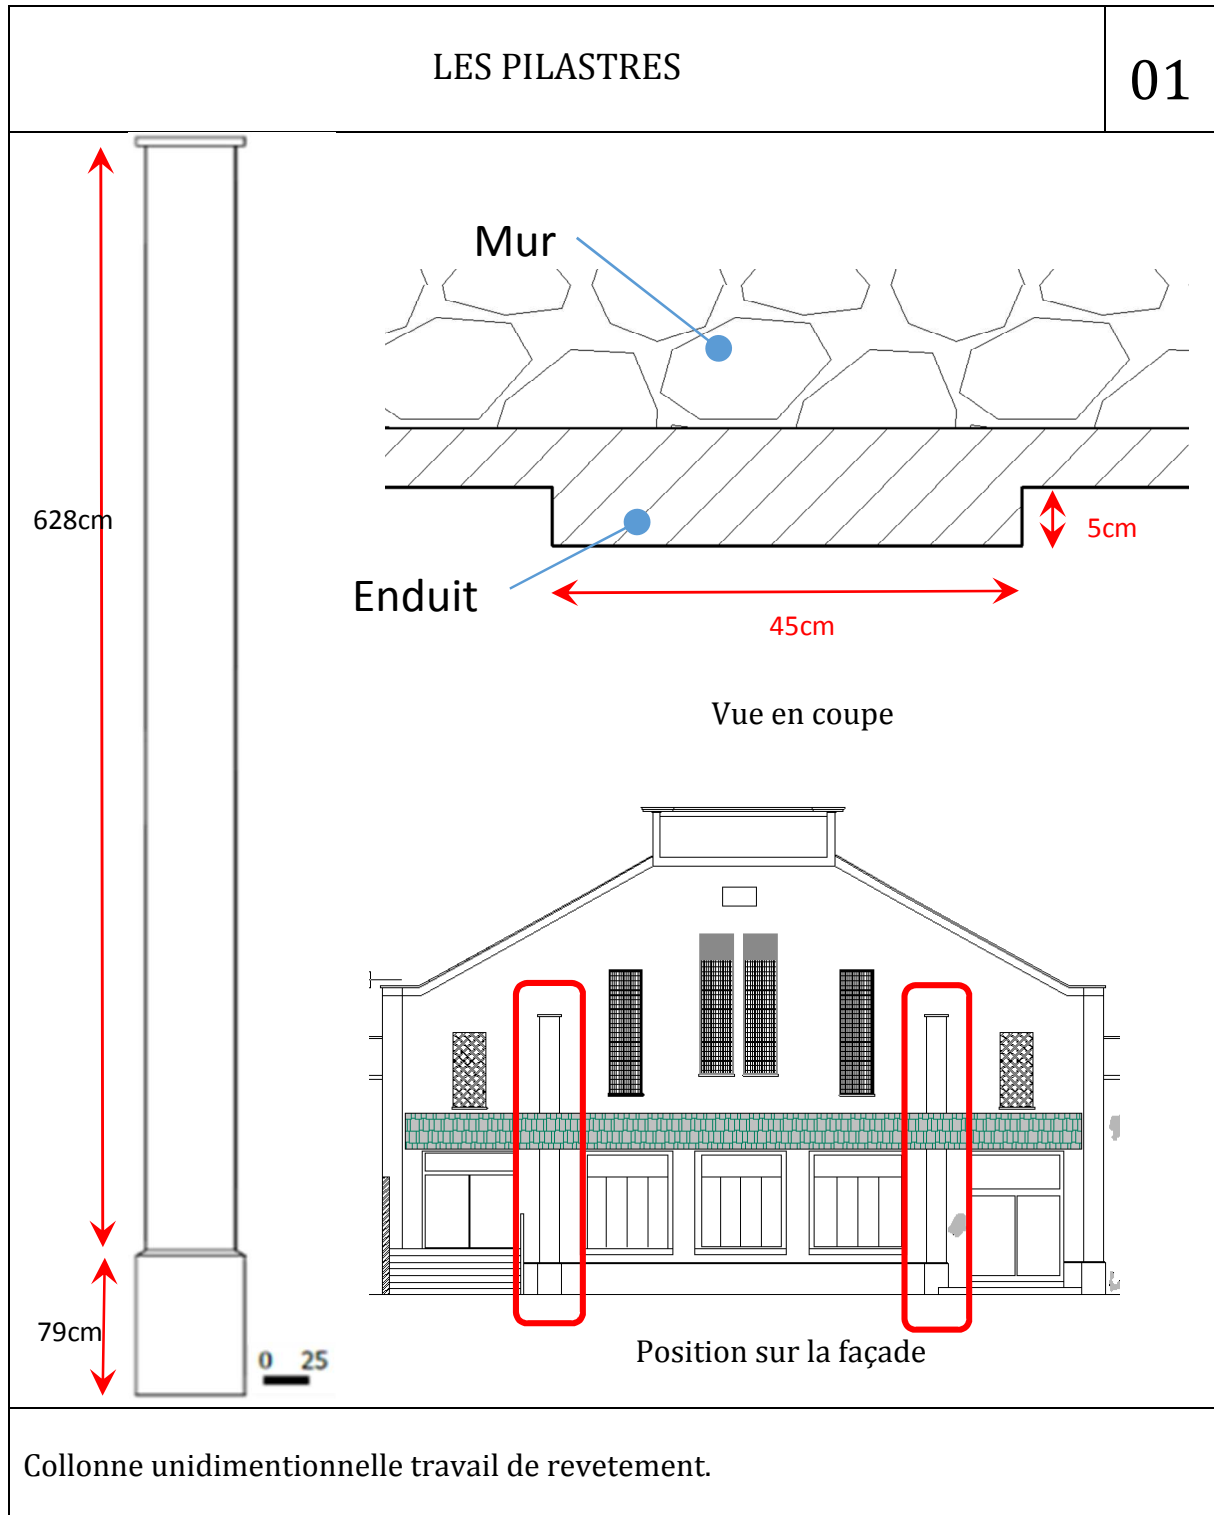 LES PILASTRES
01
Mur
628cm
5cm
Enduit
45cm
Vue en coupe
79cm
0 25
Position sur la façade
Collonne unidimentionnelle travail de revetement.